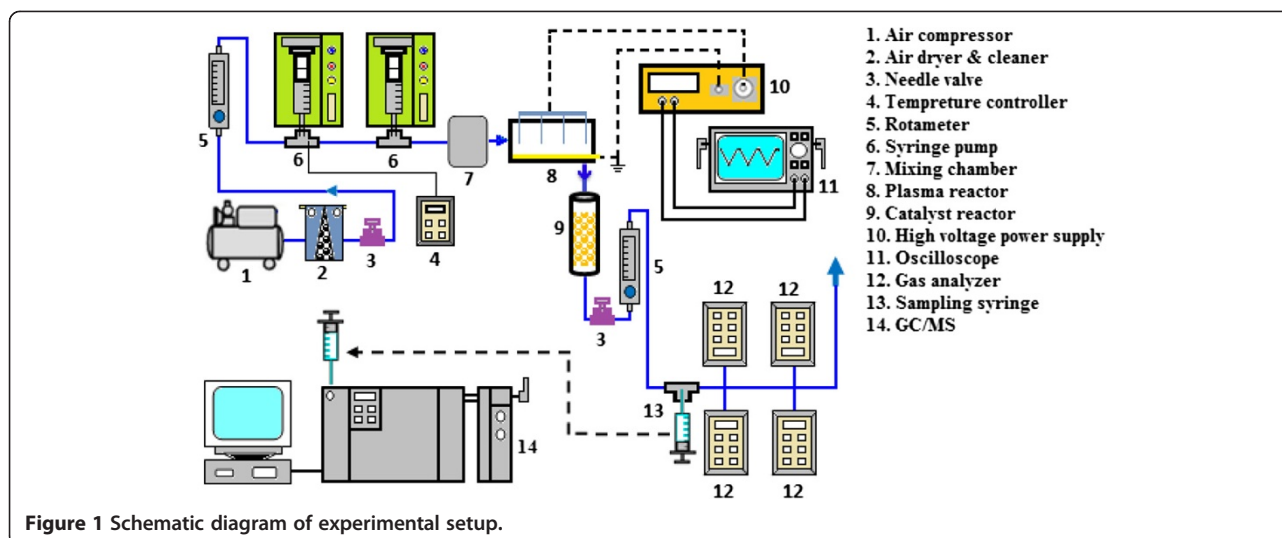 1. Air compressor
2. Air dryer & cleaner
3. Needle valve
4. Tempreture controller
5. Rotameter
6. Syringe pump
7. Mixing chamber
8. Plasma reactor
9. Catalyst reactor
10. High voltage power supply
11. Oscilloscope
12. Gas analyzer
13. Sampling syringe
14. GC/MS
5
6
6
7
8
10
11
1
2
3
4
9
5
3
12
12
13
14
12
12
Figure 1 Schematic diagram of experimental setup.